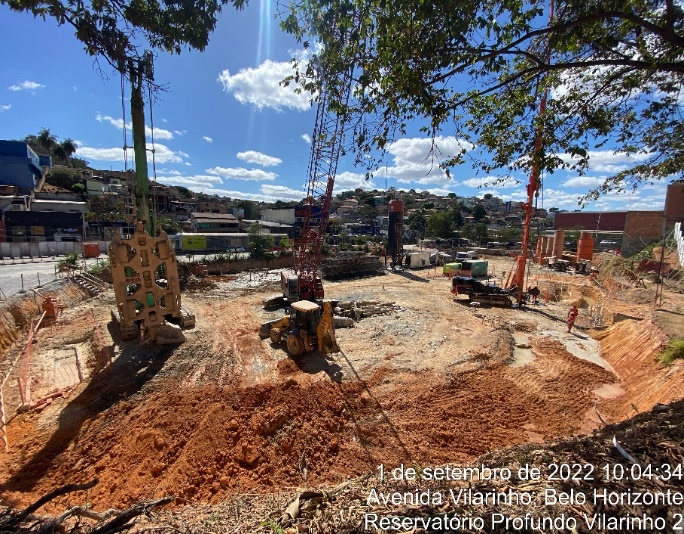 1 de setembro de 2022 10:04:34
Avenida Vilarinho, Belo Horizonte
Reservatório Profundo Vilarinho 2